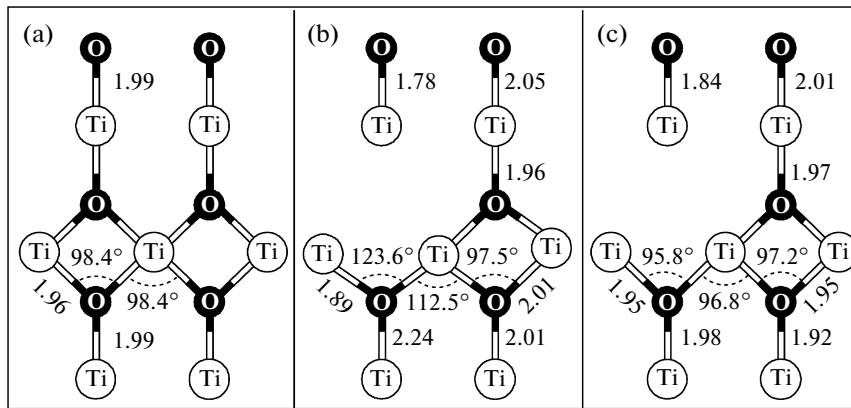 (a)
O O
1.99
Ti Ti
O O
Ti 98.4° Ti Ti
1.96 O 98.4° O
1.99
Ti Ti
(b)
O O
1.78 2.05
Ti Ti
1.96
O
Ti 123.6° Ti 97.5° Ti
1.89 O 112.5° O 2.01
2.24 2.01
Ti Ti
(c)
O O
1.84 2.01
Ti Ti
1.97
O
Ti 95.8° Ti 97.2° Ti
1.95 O 96.8° O 1.95
1.98 1.92
Ti Ti